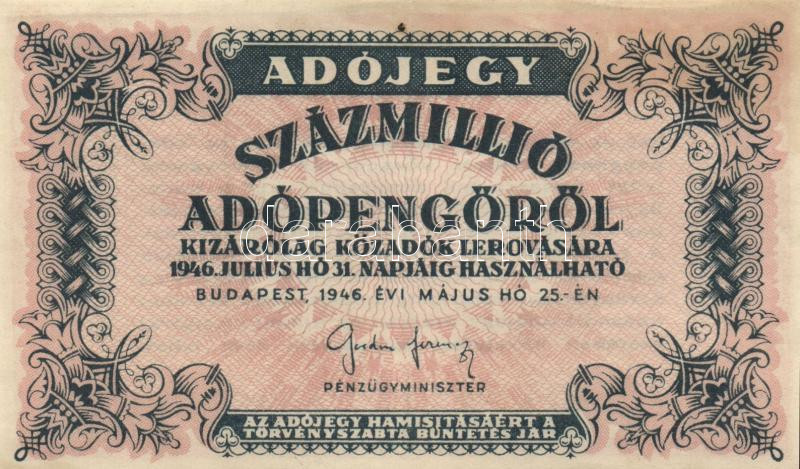 ADÓJEGY
SZÁZMILLIÓ
ADÓPENGŐRŐL
KIZÁRÓLAG KÖZADÓK LEROVÁSÁRA
1946. JULIUS HÓ 31. NAPJÁIG HASZNÁLHATÓ
BUDAPEST, 1946. ÉVI MÁJUS HÓ 25.-ÉN
PÉNZÜGYMINISZTER
AZ ADÓJEGY HAMISITÁSÁÉRT A
TÖRVÉNYSZABTA BÜNTETÉS JÁR